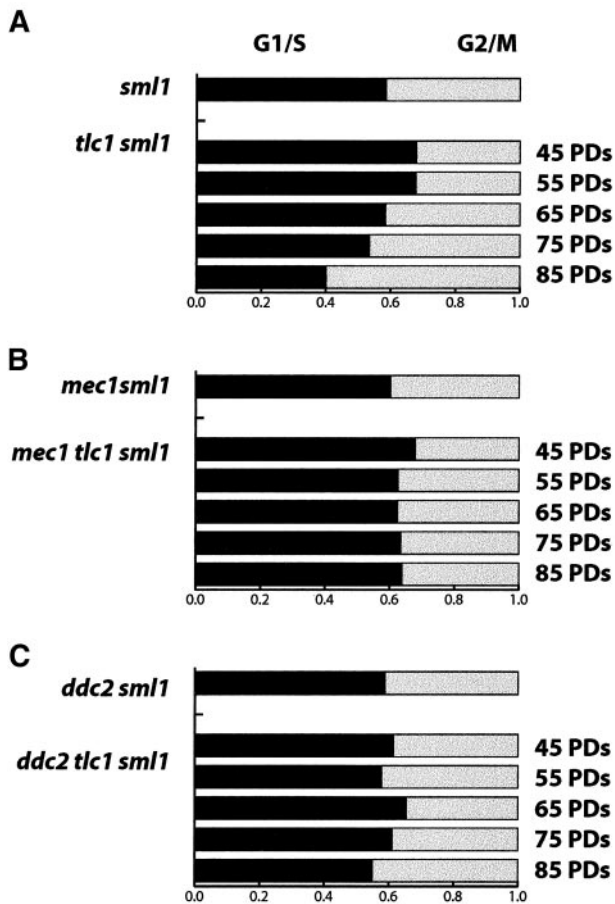 A
G1/S G2/M
sml1
tlc1 sml1
45 PDs
55 PDs
65 PDs
75 PDs
85 PDs
0.0 0.2 0.4 0.6 0.8 1.0
B
mec1sml1
mec1 tlc1 sml1
45 PDs
55 PDs
65 PDs
75 PDs
85 PDs
0.0 0.2 0.4 0.6 0.8 1.0
C
ddc2 sml1
ddc2 tlc1 sml1
45 PDs
55 PDs
65 PDs
75 PDs
85 PDs
0.0 0.2 0.4 0.6 0.8 1.0